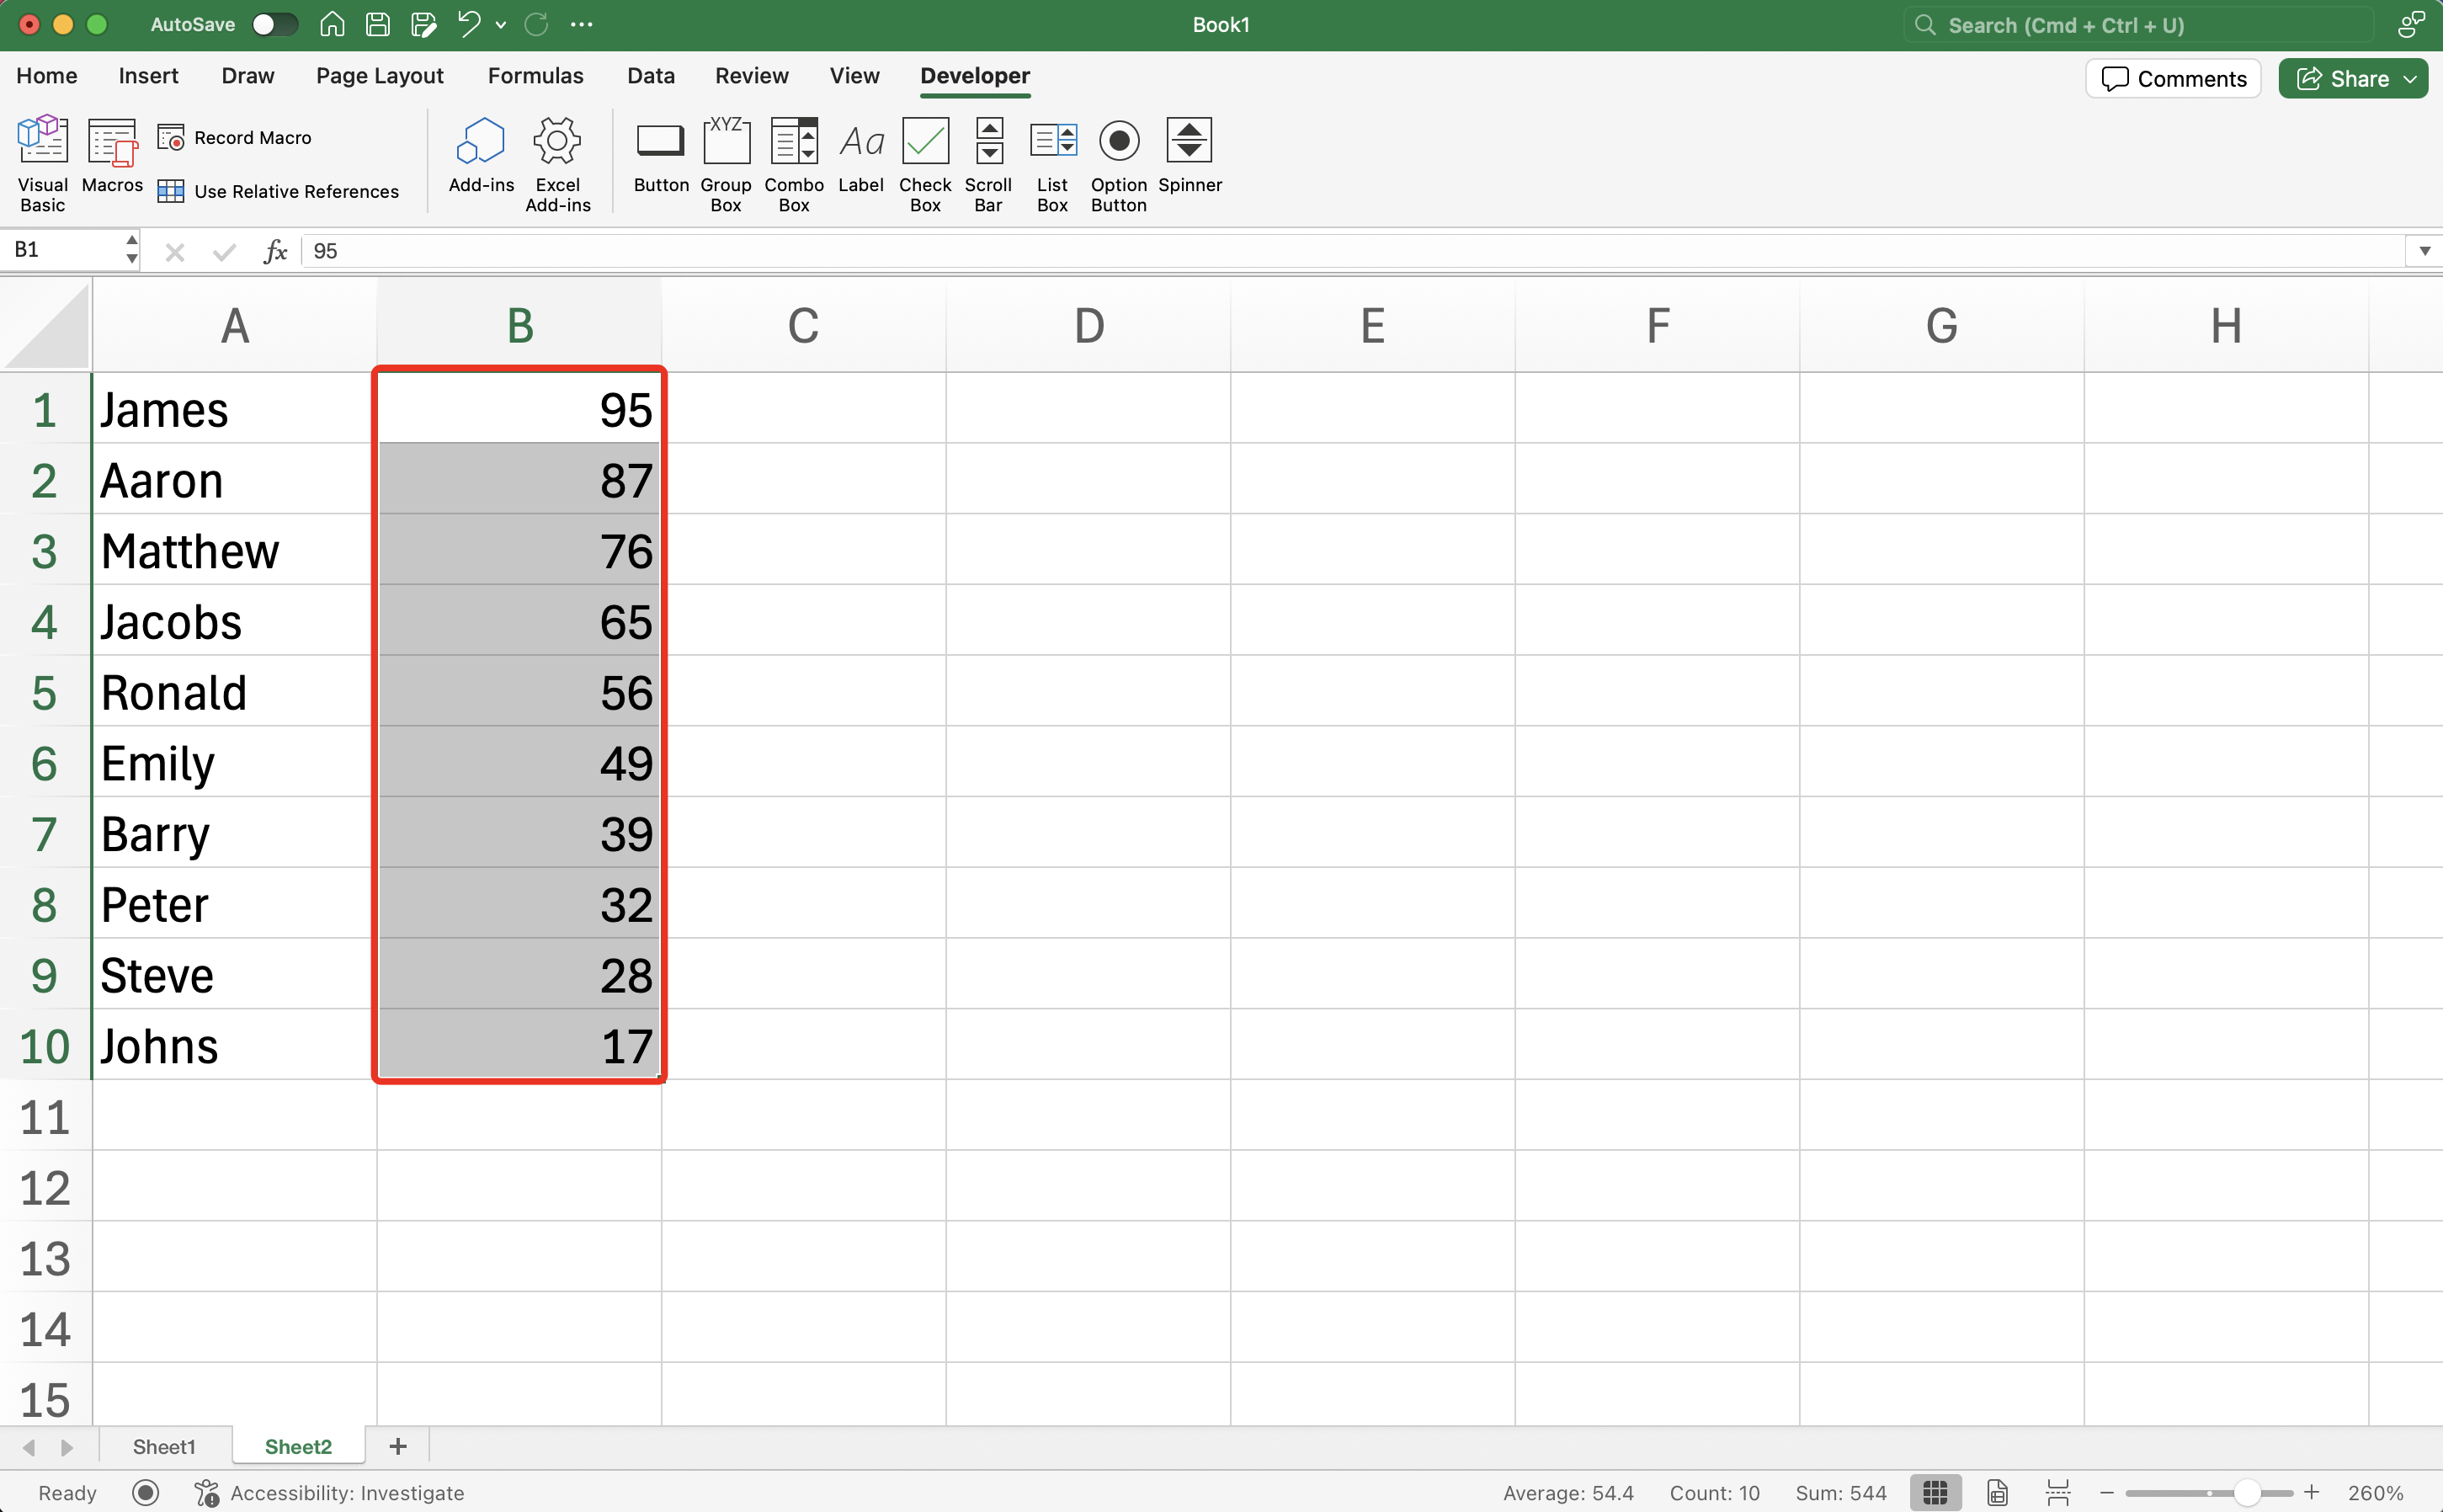 AutoSave Book1 Search (Cmd + Ctrl + U)
Home Insert Draw Page Layout Formulas Data Review View Developer Comments Share
Visual Basic Macros Record Macro Use Relative References Add-ins Excel Add-ins Button XYZ Group Box Combo Box Aa Label Check Box Scroll Bar List Box Option Button Spinner
B1 fx 95
A B C D E F G H
1 James 95
2 Aaron 87
3 Matthew 76
4 Jacobs 65
5 Ronald 56
6 Emily 49
7 Barry 39
8 Peter 32
9 Steve 28
10 Johns 17
11
12
13
14
15
Sheet1 Sheet2 +
Ready Accessibility: Investigate Average: 54.4 Count: 10 Sum: 544 − + 260%